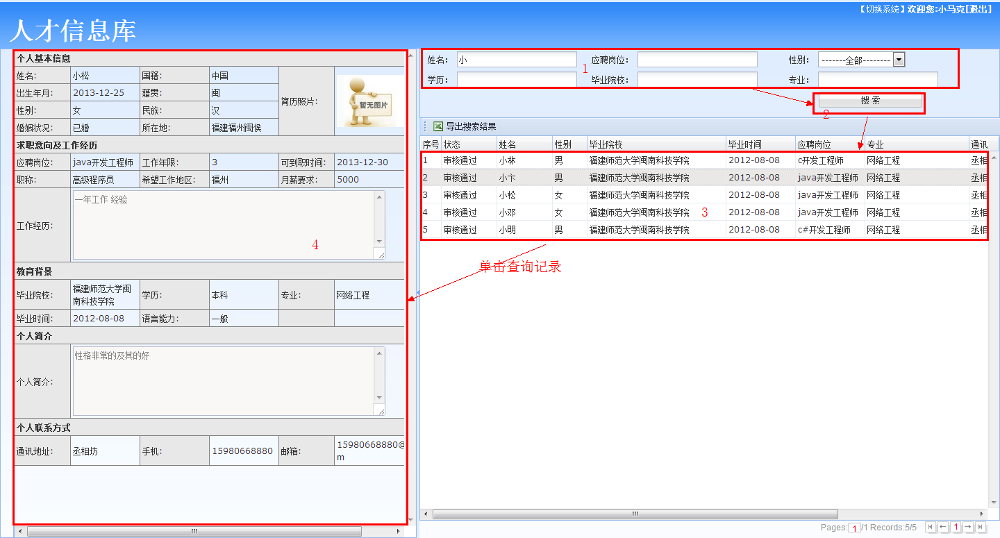 【切换系统】欢迎您:小马克[退出]
人才信息库
个人基本信息
姓名: 小松 国籍: 中国
出生年月: 2013-12-25 籍贯: 闽
简历照片: 暂无图片
性别: 女 民族: 汉
婚姻状况: 已婚 所在地: 福建福州闽侯
求职意向及工作经历
应聘岗位: java开发工程师 工作年限: 3 可到职时间: 2013-12-30
职称: 高级程序员 希望工作地区: 福州 月薪要求: 5000
工作经历: 一年工作 经验
4
教育背景
毕业院校: 福建师范大学闽南科技学院 学历: 本科 专业: 网络工程
毕业时间: 2012-08-08 语言能力: 一般
个人简介
个人简介: 性格非常的及其的好
个人联系方式
通讯地址: 丞相坊 手机: 15980668880 邮箱: 15980668880@
m
姓名: 小 应聘岗位: 性别: -------全部--------
1
学历: 毕业院校: 专业:
搜 索
2
导出搜索结果
序号 状态 姓名 性别 毕业院校 毕业时间 应聘岗位 专业 通讯
1 审核通过 小林 男 福建师范大学闽南科技学院 2012-08-08 c开发工程师 网络工程 丞相
2 审核通过 小卞 男 福建师范大学闽南科技学院 2012-08-08 java开发工程师 网络工程 丞相
3 审核通过 小松 女 福建师范大学闽南科技学院 2012-08-08 java开发工程师 网络工程 丞相
4 审核通过 小邓 女 福建师范大学闽南科技学院 2012-08-08 java开发工程师 网络工程 丞相
3
5 审核通过 小明 男 福建师范大学闽南科技学院 2012-08-08 c#开发工程师 网络工程 丞相
单击查询记录
Pages: 1 /1 Records:5/5 1